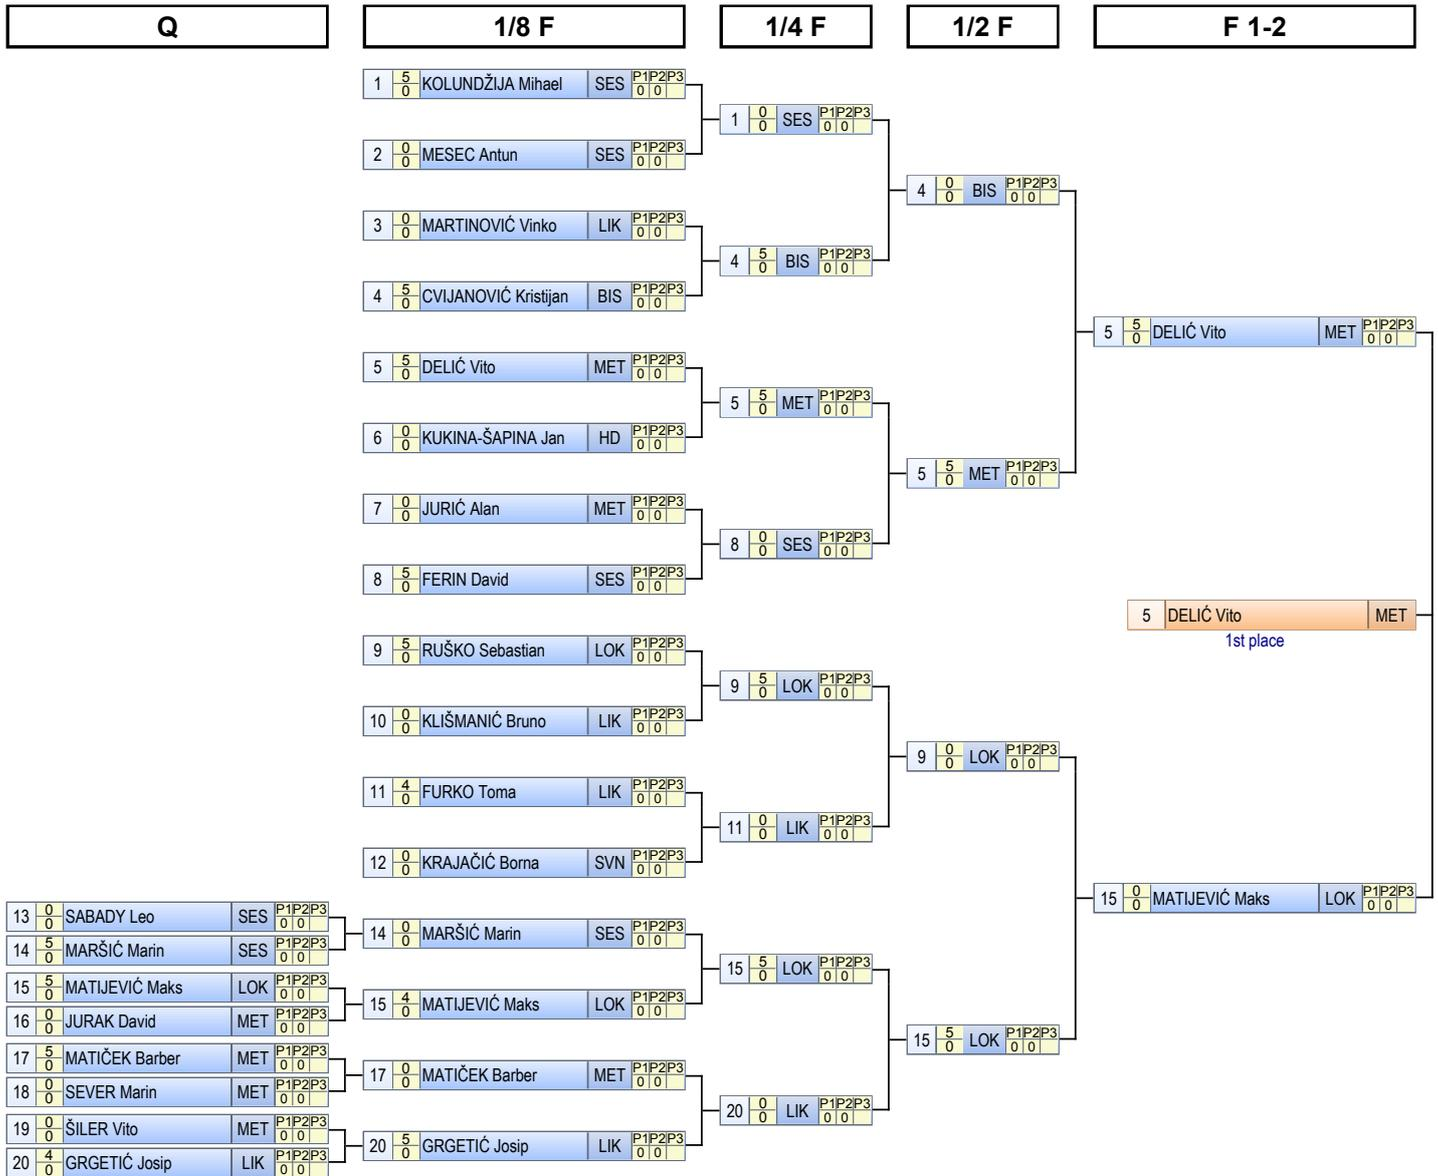 Q 1/8 F 1/4 F 1/2 F F 1-2
1 5 0 KOLUNDŽIJA Mihael SES P1 P2 P3 0 0
1 0 0 SES P1 P2 P3 0 0
2 0 0 MESEC Antun SES P1 P2 P3 0 0
4 0 0 BIS P1 P2 P3 0 0
3 0 0 MARTINOVIĆ Vinko LIK P1 P2 P3 0 0
4 5 0 BIS P1 P2 P3 0 0
4 5 0 CVIJANOVIĆ Kristijan BIS P1 P2 P3 0 0
5 5 0 DELIĆ Vito MET P1 P2 P3 0 0
5 5 0 DELIĆ Vito MET P1 P2 P3 0 0
5 5 0 MET P1 P2 P3 0 0
6 0 0 KUKINA-ŠAPINA Jan HD P1 P2 P3 0 0
5 5 0 MET P1 P2 P3 0 0
7 0 0 JURIĆ Alan MET P1 P2 P3 0 0
8 0 0 SES P1 P2 P3 0 0
8 5 0 FERIN David SES P1 P2 P3 0 0
5 DELIĆ Vito MET
1st place
9 5 0 RUŠKO Sebastian LOK P1 P2 P3 0 0
9 5 0 LOK P1 P2 P3 0 0
10 0 0 KLIŠMANIĆ Bruno LIK P1 P2 P3 0 0
9 0 0 LOK P1 P2 P3 0 0
11 4 0 FURKO Toma LIK P1 P2 P3 0 0
11 0 0 LIK P1 P2 P3 0 0
12 0 0 KRAJAČIĆ Borna SVN P1 P2 P3 0 0
15 0 0 MATIJEVIĆ Maks LOK P1 P2 P3 0 0
13 0 0 SABADY Leo SES P1 P2 P3 0 0
14 0 0 MARŠIĆ Marin SES P1 P2 P3 0 0
14 5 0 MARŠIĆ Marin SES P1 P2 P3 0 0
15 5 0 LOK P1 P2 P3 0 0
15 5 0 MATIJEVIĆ Maks LOK P1 P2 P3 0 0
15 4 0 MATIJEVIĆ Maks LOK P1 P2 P3 0 0
16 0 0 JURAK David MET P1 P2 P3 0 0
15 5 0 LOK P1 P2 P3 0 0
17 5 0 MATIČEK Barber MET P1 P2 P3 0 0
17 0 0 MATIČEK Barber MET P1 P2 P3 0 0
18 0 0 SEVER Marin MET P1 P2 P3 0 0
20 0 0 LIK P1 P2 P3 0 0
19 0 0 ŠILER Vito MET P1 P2 P3 0 0
20 5 0 GRGETIĆ Josip LIK P1 P2 P3 0 0
20 4 0 GRGETIĆ Josip LIK P1 P2 P3 0 0